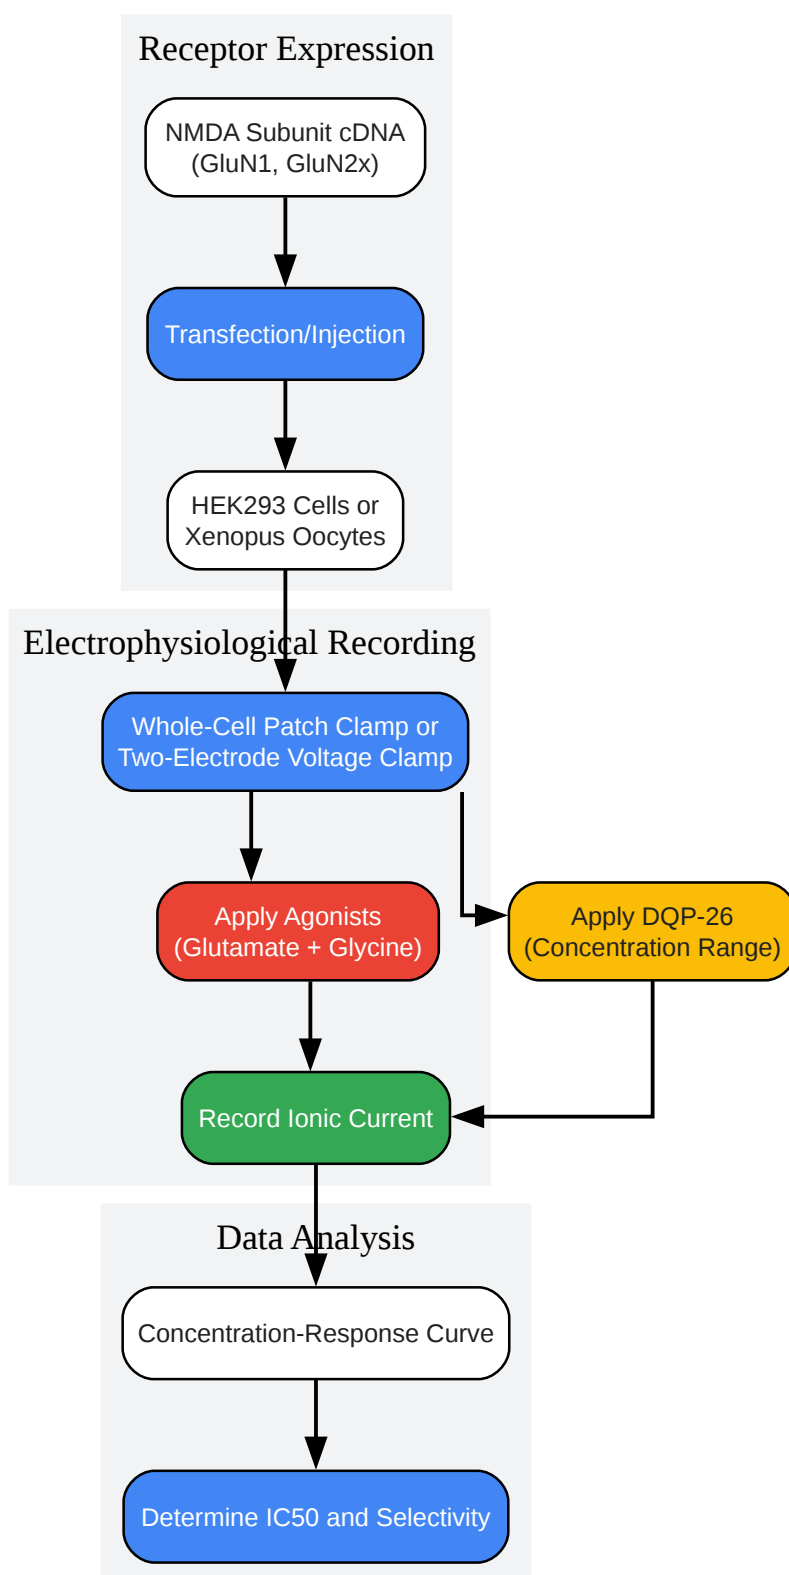 Receptor Expression
NMDA Subunit cDNA
(GluN1, GluN2x)
Transfection/Injection
HEK293 Cells or
Xenopus Oocytes
Electrophysiological Recording
Whole-Cell Patch Clamp or
Two-Electrode Voltage Clamp
Apply Agonists
(Glutamate + Glycine)
Apply DQP-26
(Concentration Range)
Record Ionic Current
Data Analysis
Concentration-Response Curve
Determine IC50 and Selectivity